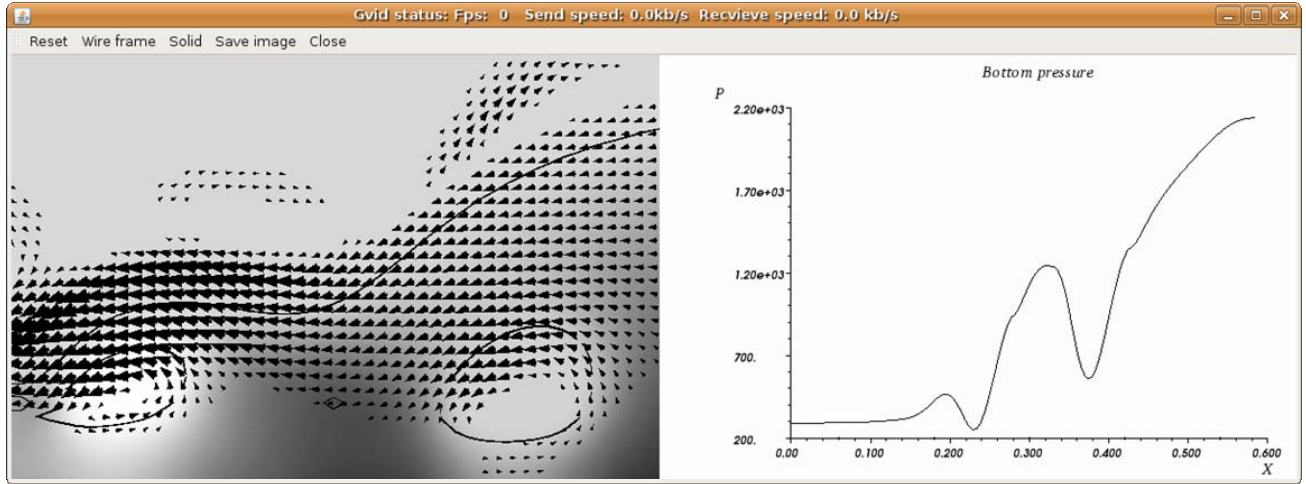 Gvid status: Fps: 0 Send speed: 0.0kb/s Recvieve speed: 0.0 kb/s
Reset Wire frame Solid Save image Close
Bottom pressure
P
2.20e+03
1.70e+03
1.20e+03
700.
200.
0.00 0.100 0.200 0.300 0.400 0.500 0.600
X